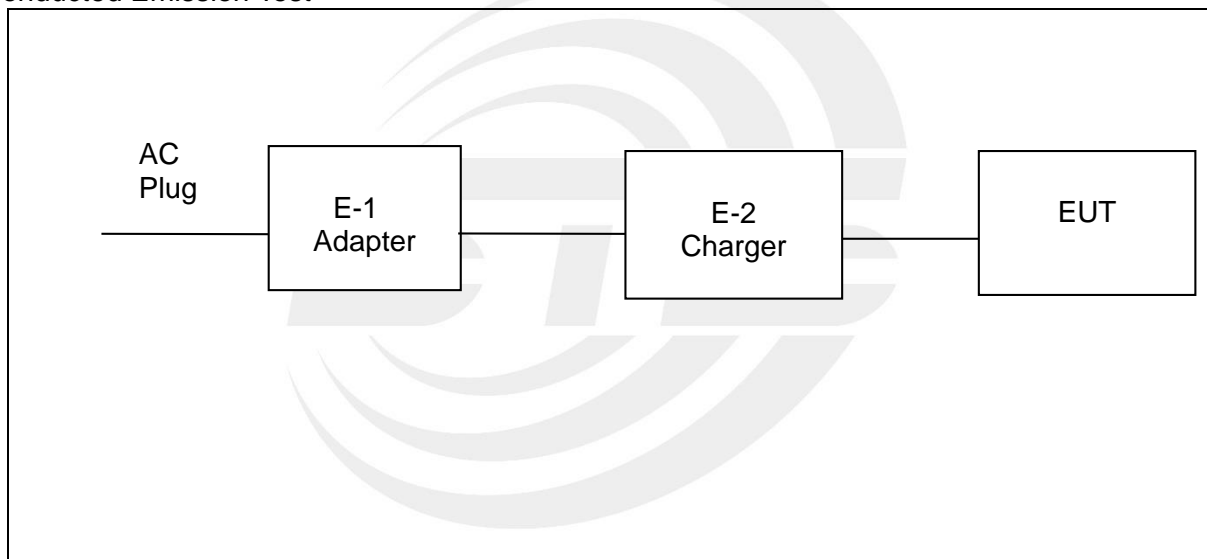 onducted Emission Test
AC
Plug
E-1
Adapter
E-2
Charger
EUT